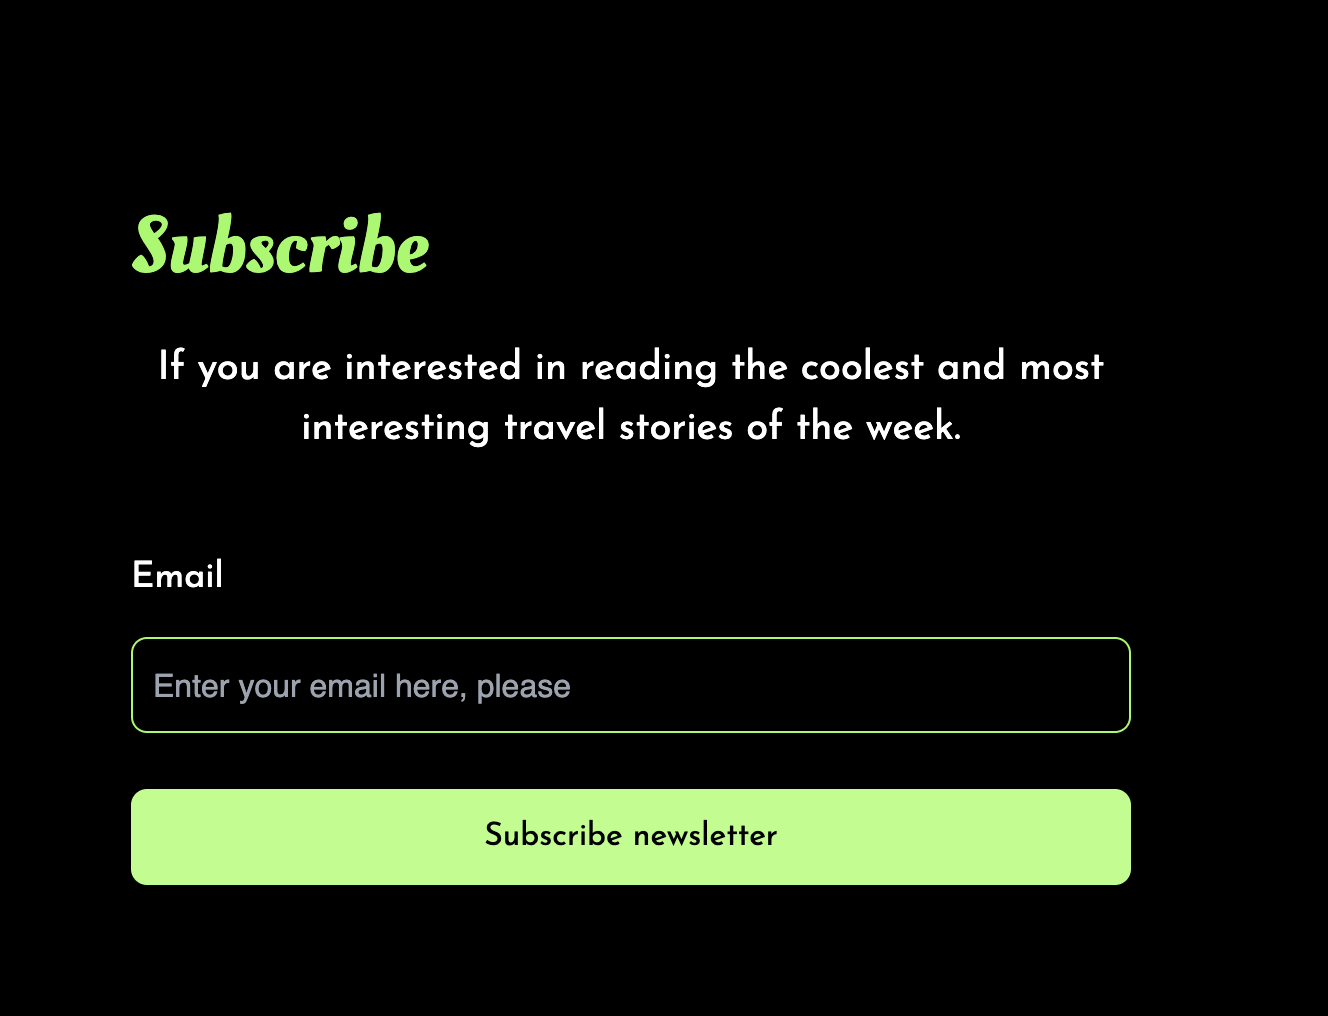 Subscribe
If you are interested in reading the coolest and most
interesting travel stories of the week.
Email
Enter your email here, please
Subscribe newsletter